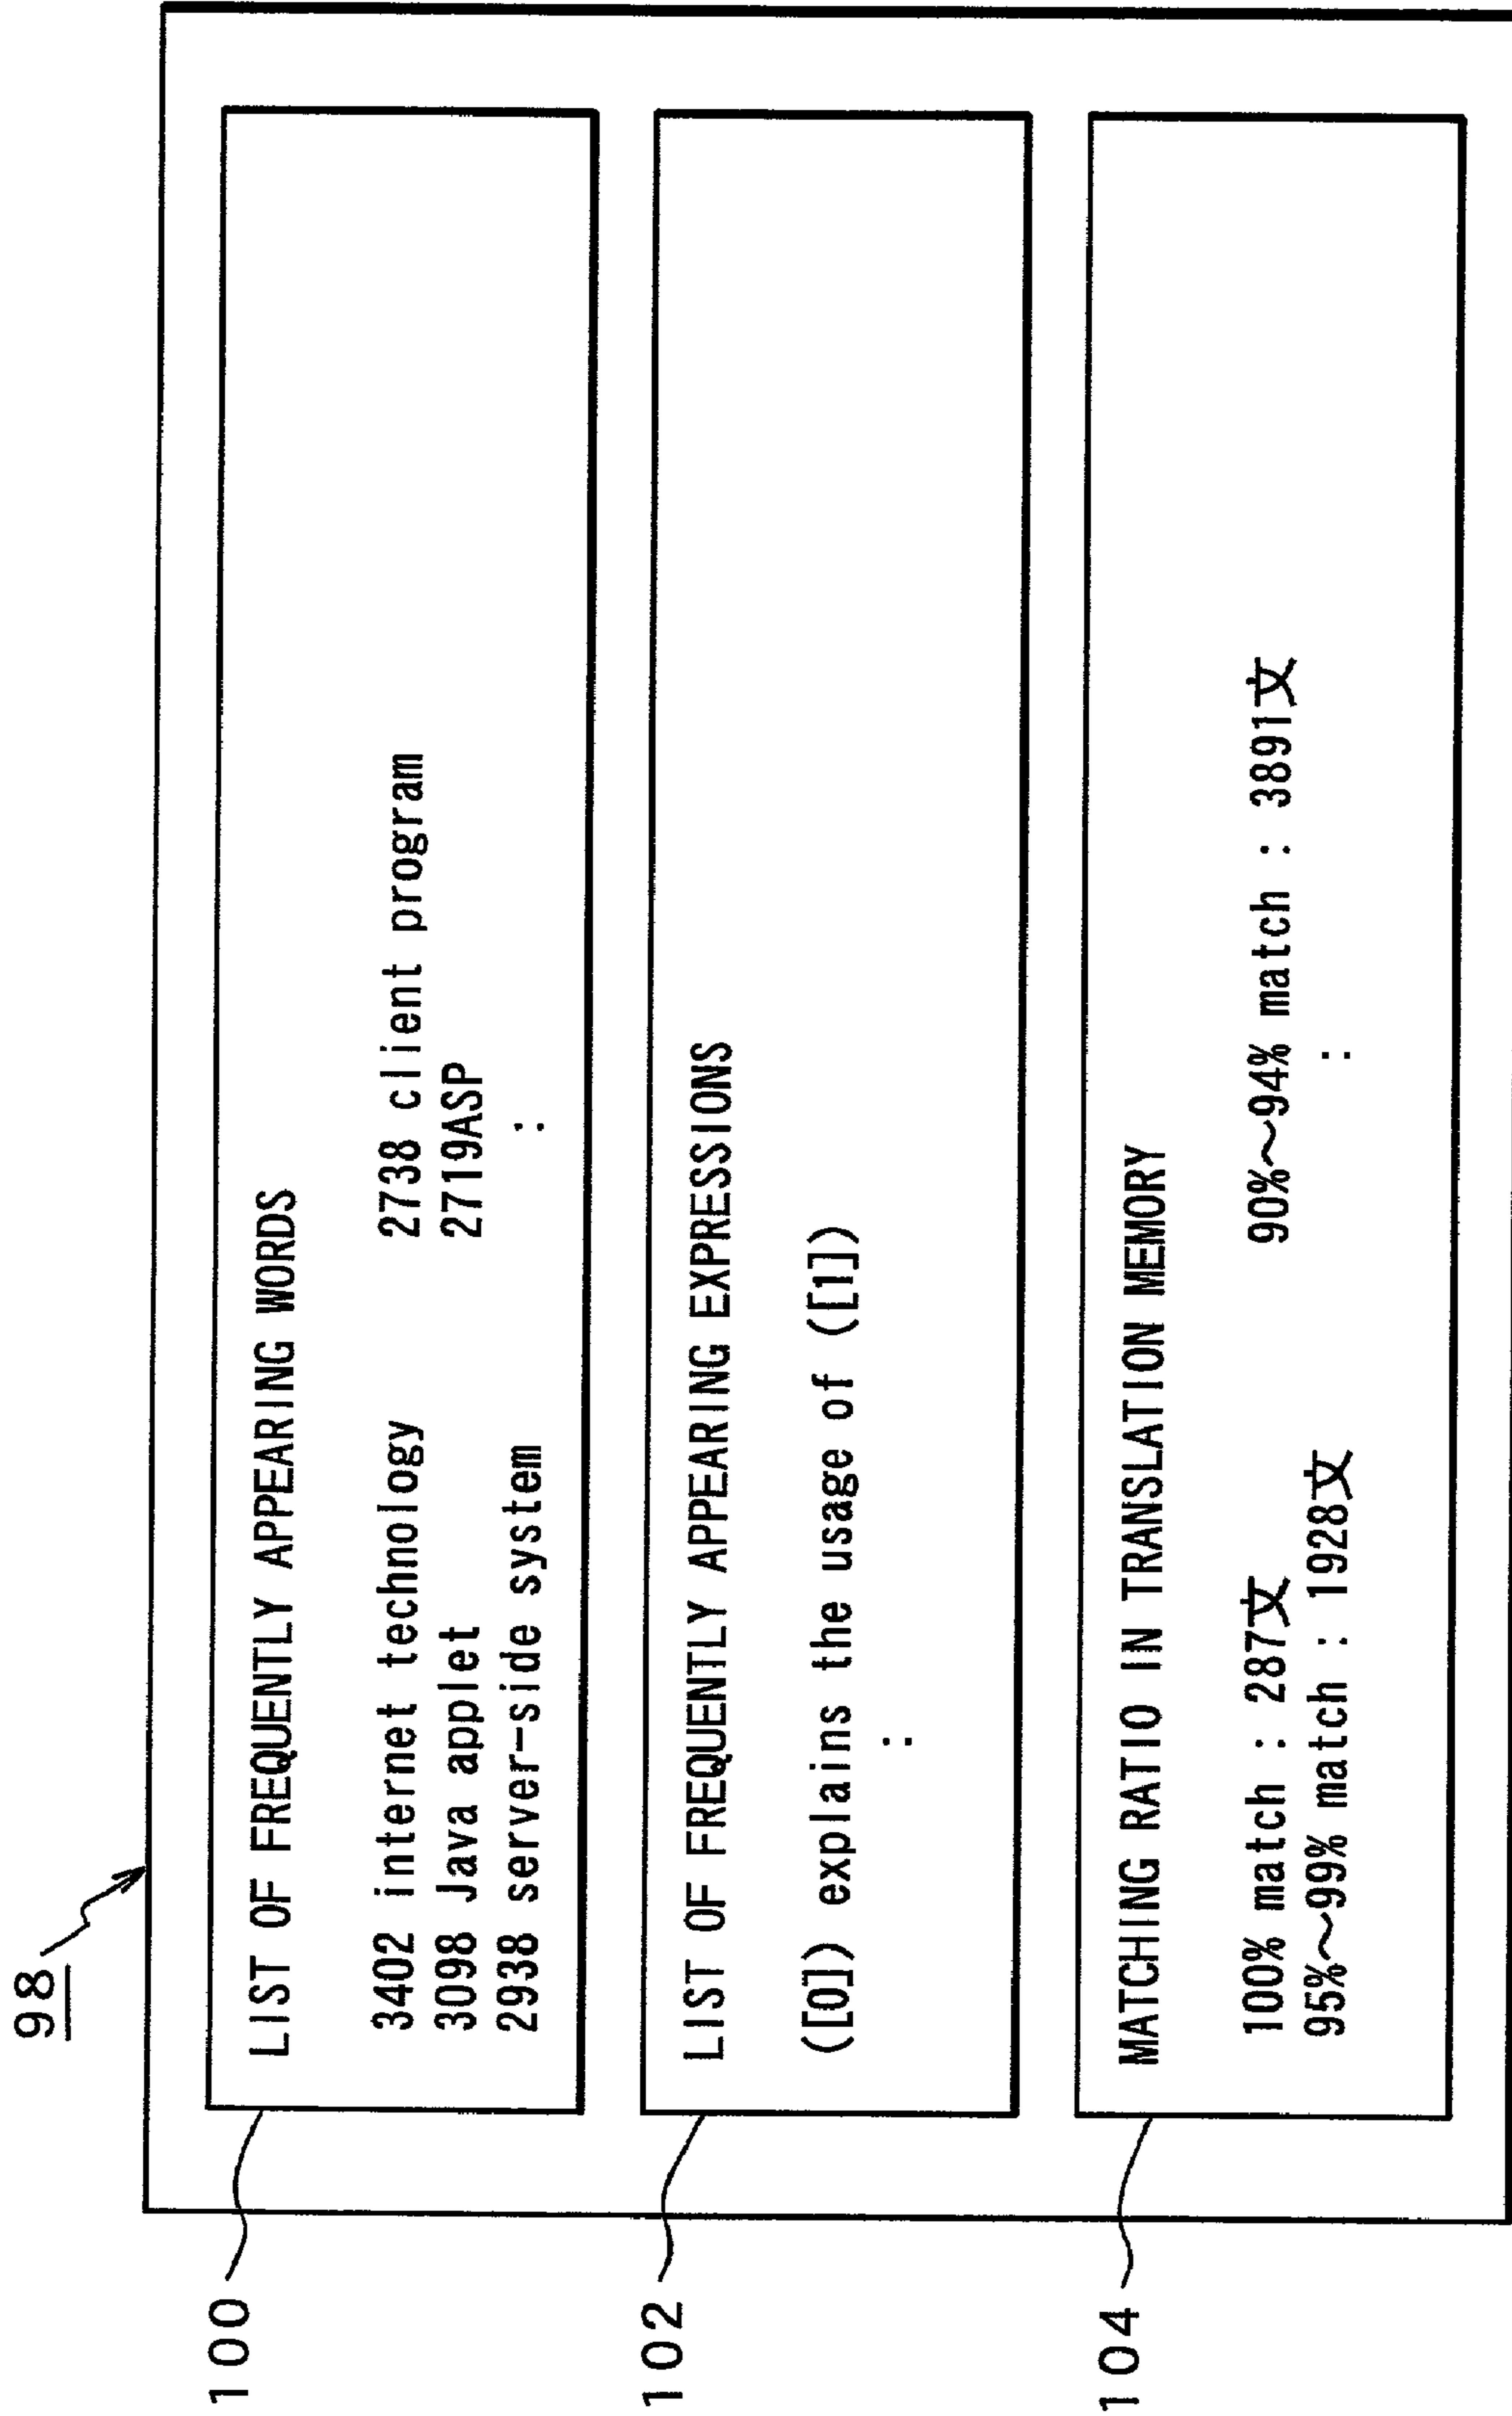 98
100
LIST OF FREQUENTLY APPEARING WORDS
3402 internet technology 2738 client program
3098 Java applet 2719ASP
2938 server-side system :
102
LIST OF FREQUENTLY APPEARING EXPRESSIONS
([0]) explains the usage of ([1])
:
104
MATCHING RATIO IN TRANSLATION MEMORY
100% match : 287文 90%～94% match : 3891文
95%～99% match : 1928文 :